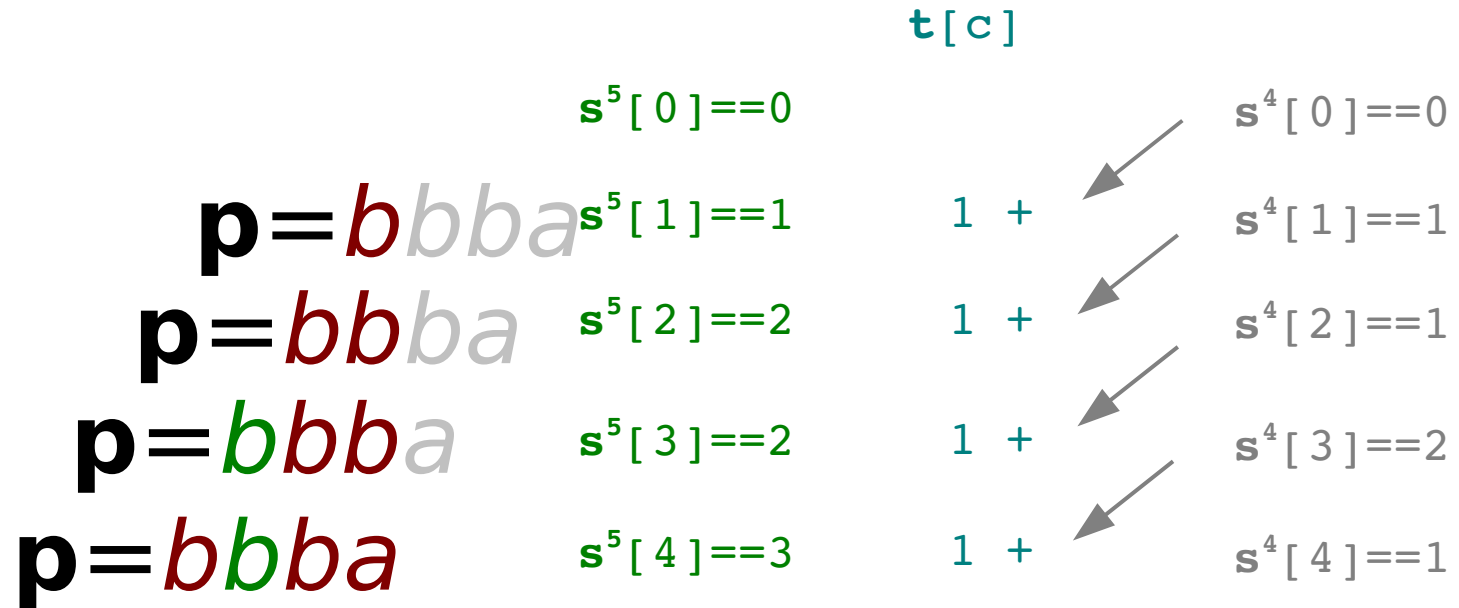 t[c]
s⁵[0]==0 s⁴[0]==0
p=bbba s⁵[1]==1 1 + s⁴[1]==1
p=bbba s⁵[2]==2 1 + s⁴[2]==1
p=bbba s⁵[3]==2 1 + s⁴[3]==2
p=bbba s⁵[4]==3 1 + s⁴[4]==1